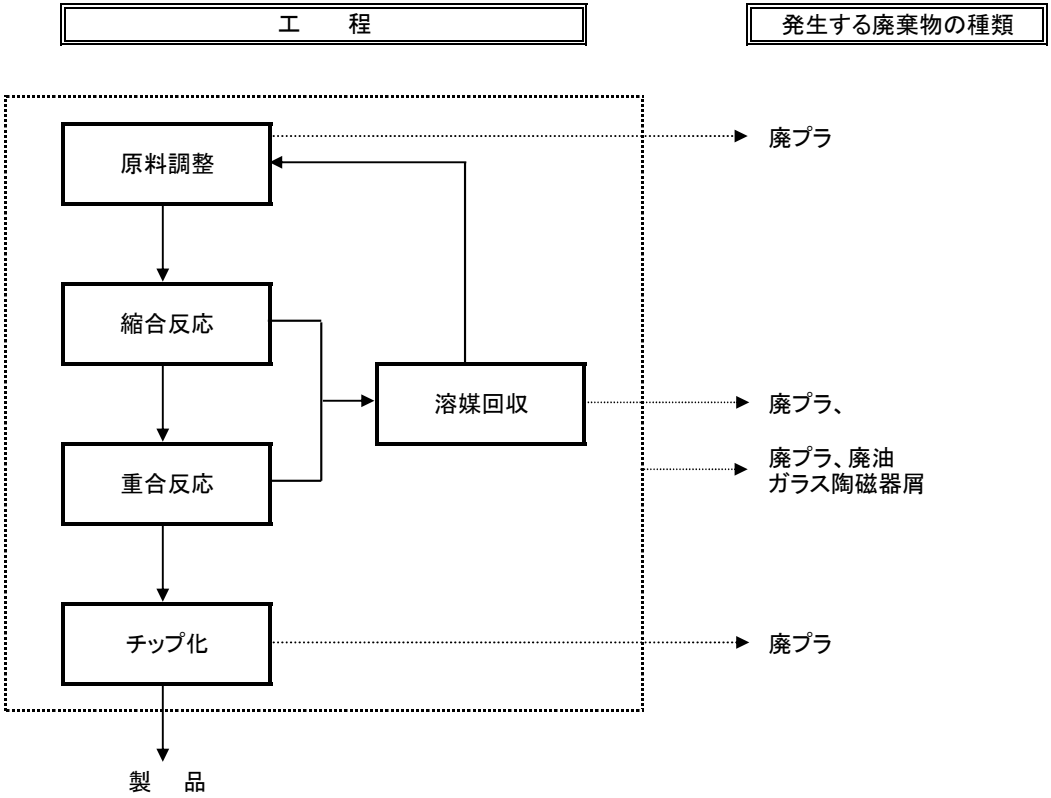 工　　程
発生する廃棄物の種類
原料調整
廃プラ
縮合反応
溶媒回収
廃プラ、
重合反応
廃プラ、廃油
ガラス陶磁器屑
チップ化
廃プラ
製　品